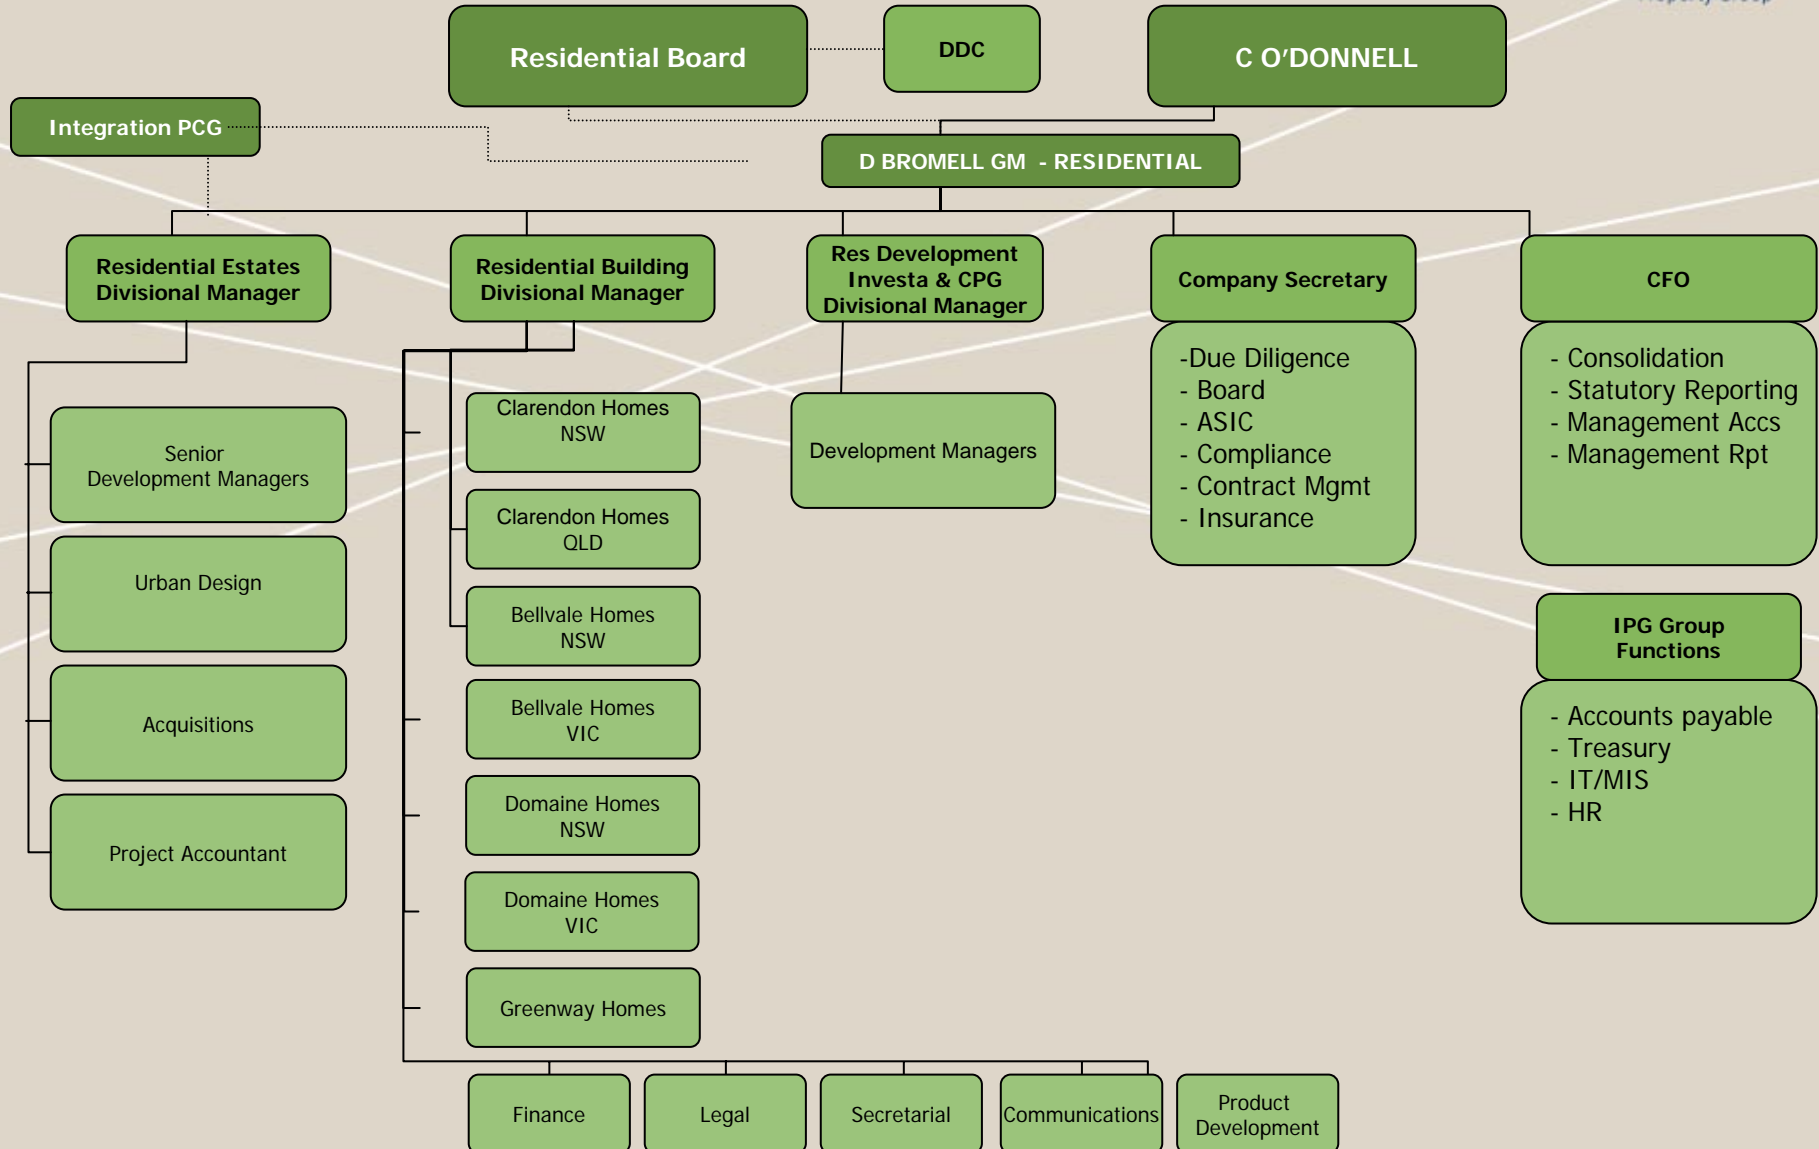 Residential Board
DDC
C O'DONNELL
Integration PCG
D BROMELL GM - RESIDENTIAL
Residential Estates
Divisional Manager
Residential Building
Divisional Manager
Res Development
Investa & CPG
Divisional Manager
Company Secretary
CFO
-Due Diligence
- Board
- ASIC
- Compliance
- Contract Mgmt
- Insurance
- Consolidation
- Statutory Reporting
- Management Accs
- Management Rpt
Senior
Development Managers
Urban Design
Acquisitions
Project Accountant
Clarendon Homes
NSW
Clarendon Homes
QLD
Bellvale Homes
NSW
Bellvale Homes
VIC
Domaine Homes
NSW
Domaine Homes
VIC
Greenway Homes
Development Managers
IPG Group
Functions
- Accounts payable
- Treasury
- IT/MIS
- HR
Finance
Legal
Secretarial
Communications
Product
Development